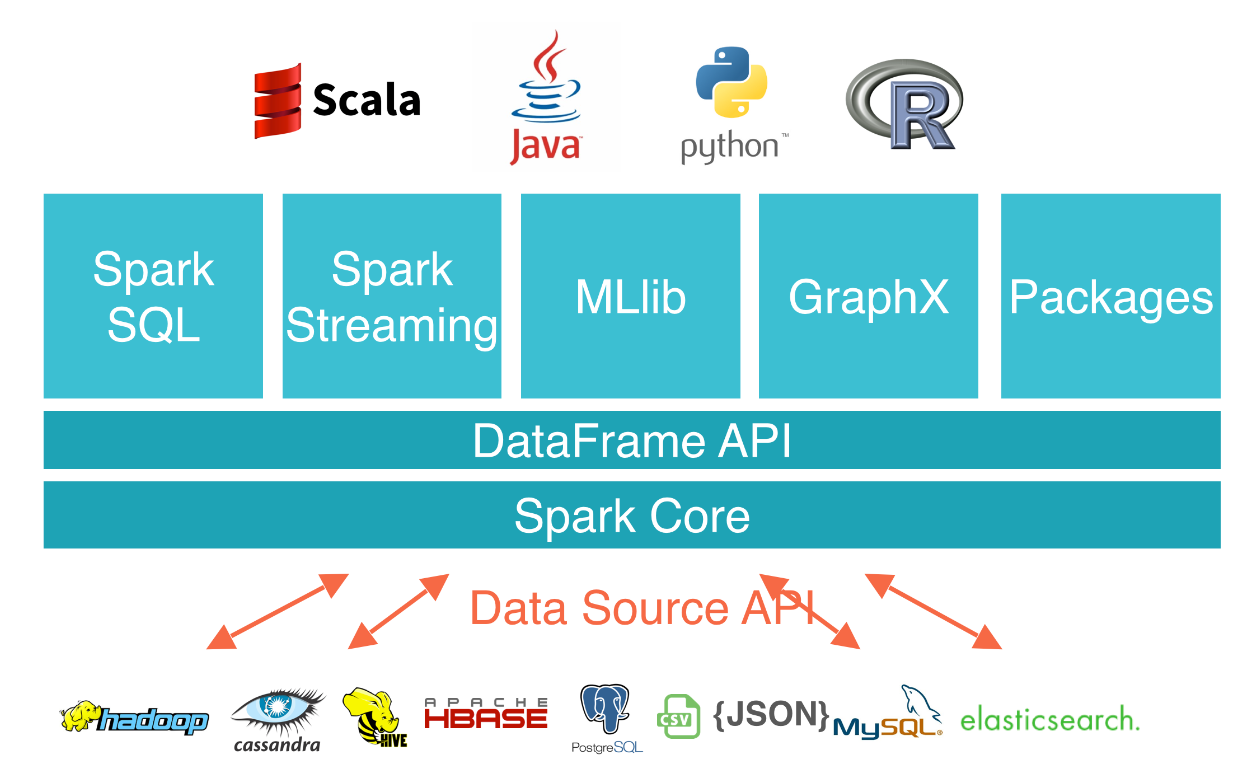 Scala
Java™
python™
R
Spark
SQL
Spark
Streaming
MLlib
GraphX
Packages
DataFrame API
Spark Core
Data Source API
hadoop
cassandra
HIVE
APACHE
HBASE
PostgreSQL
CSV
{JSON}
MySQL®
elasticsearch.